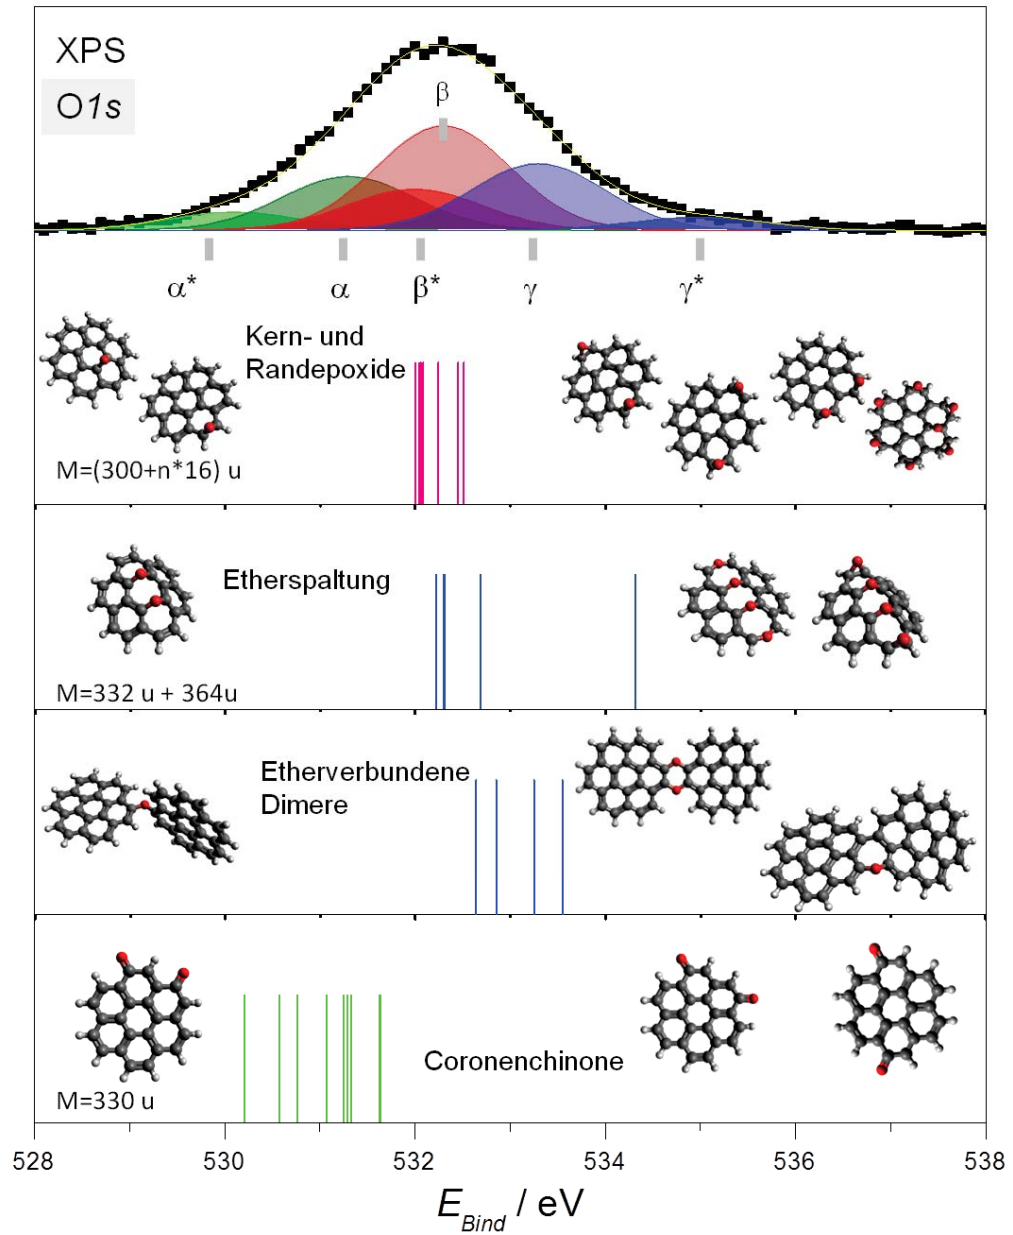 XPS
O1s
β
α*
α
β*
γ
γ*
Kern- und
Randepoxide
M=(300+n*16) u
Etherspaltung
M=332 u + 364u
Etherverbundene
Dimere
Coronenchinone
M=330 u
528
530
532
534
536
538
E_Bind / eV